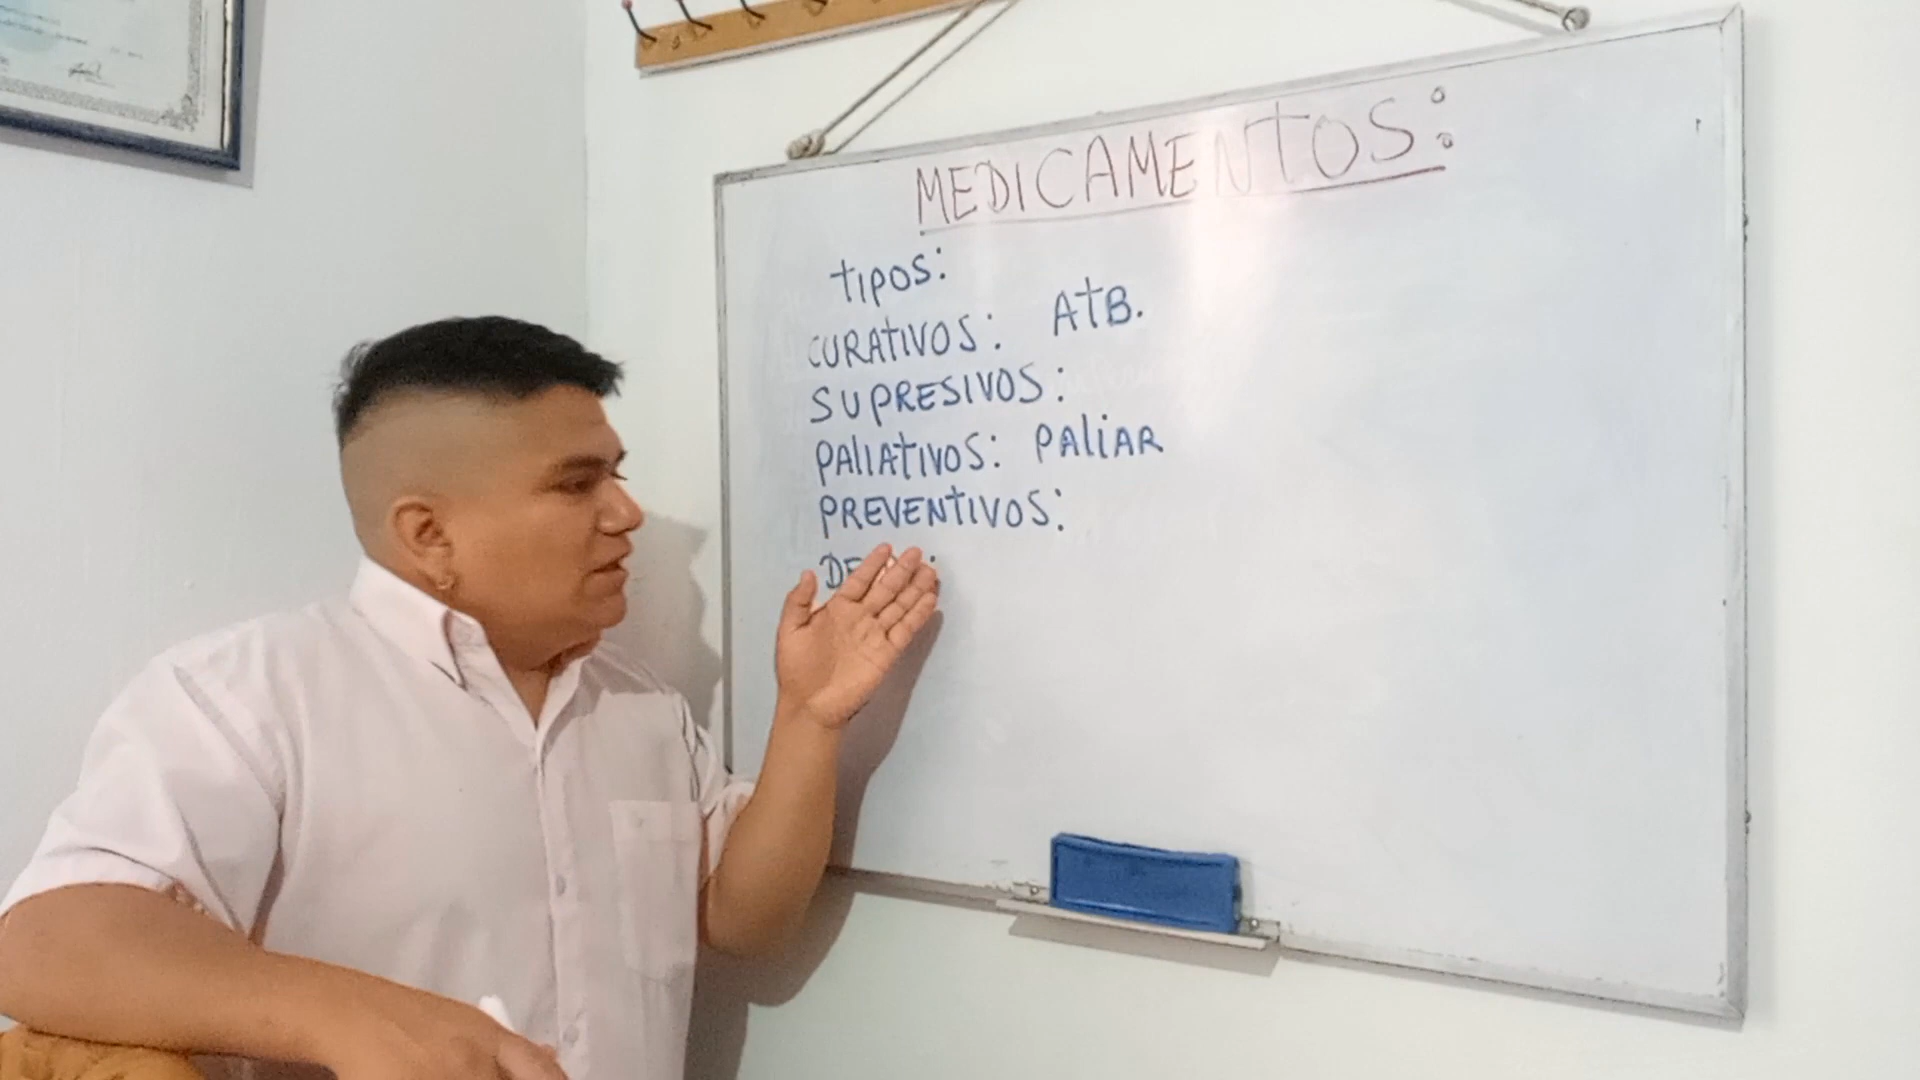 MEDICAMENTOS:
tipos:
CURATIVOS: ATB.
SUPRESIVOS:
PALIATIVOS: PALIAR
PREVENTIVOS: